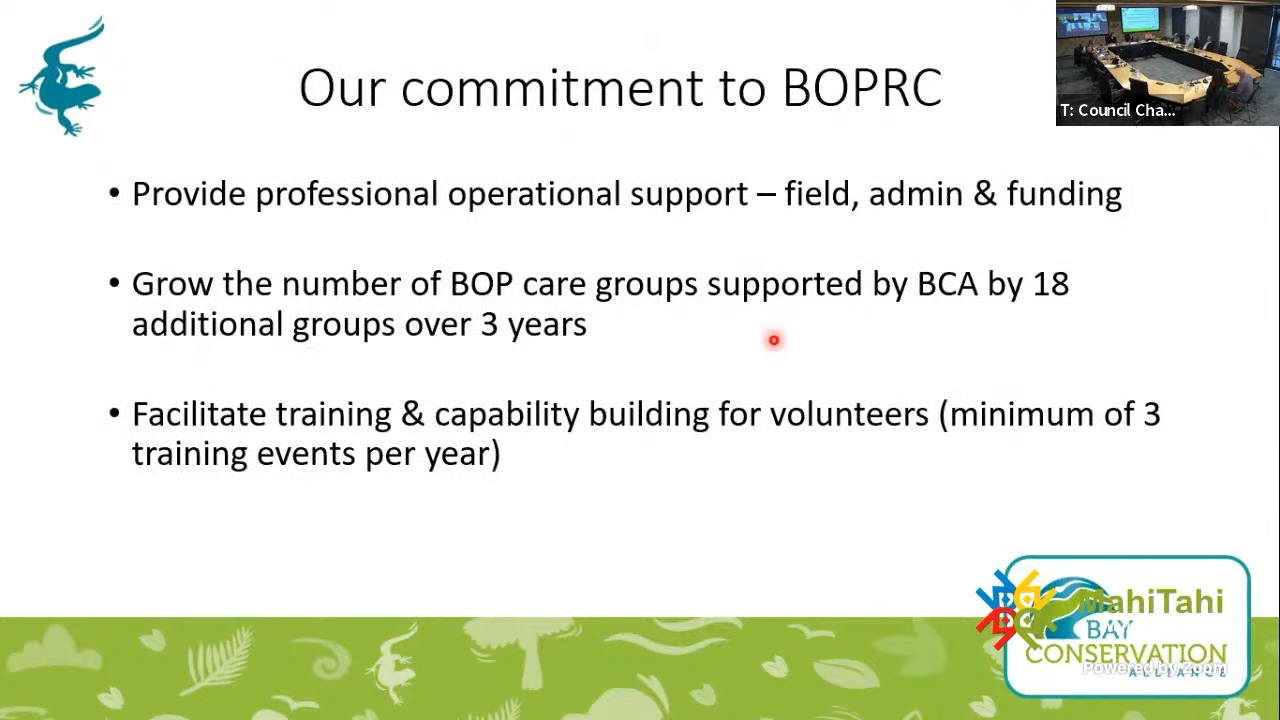 Our commitment to BOPRC
T: Council Cha...
• Provide professional operational support – field, admin & funding
• Grow the number of BOP care groups supported by BCA by 18
additional groups over 3 years
• Facilitate training & capability building for volunteers (minimum of 3
training events per year)
MahiTahi
BAY
CONSERVATION
ALLIANCE
Powered by Zoom